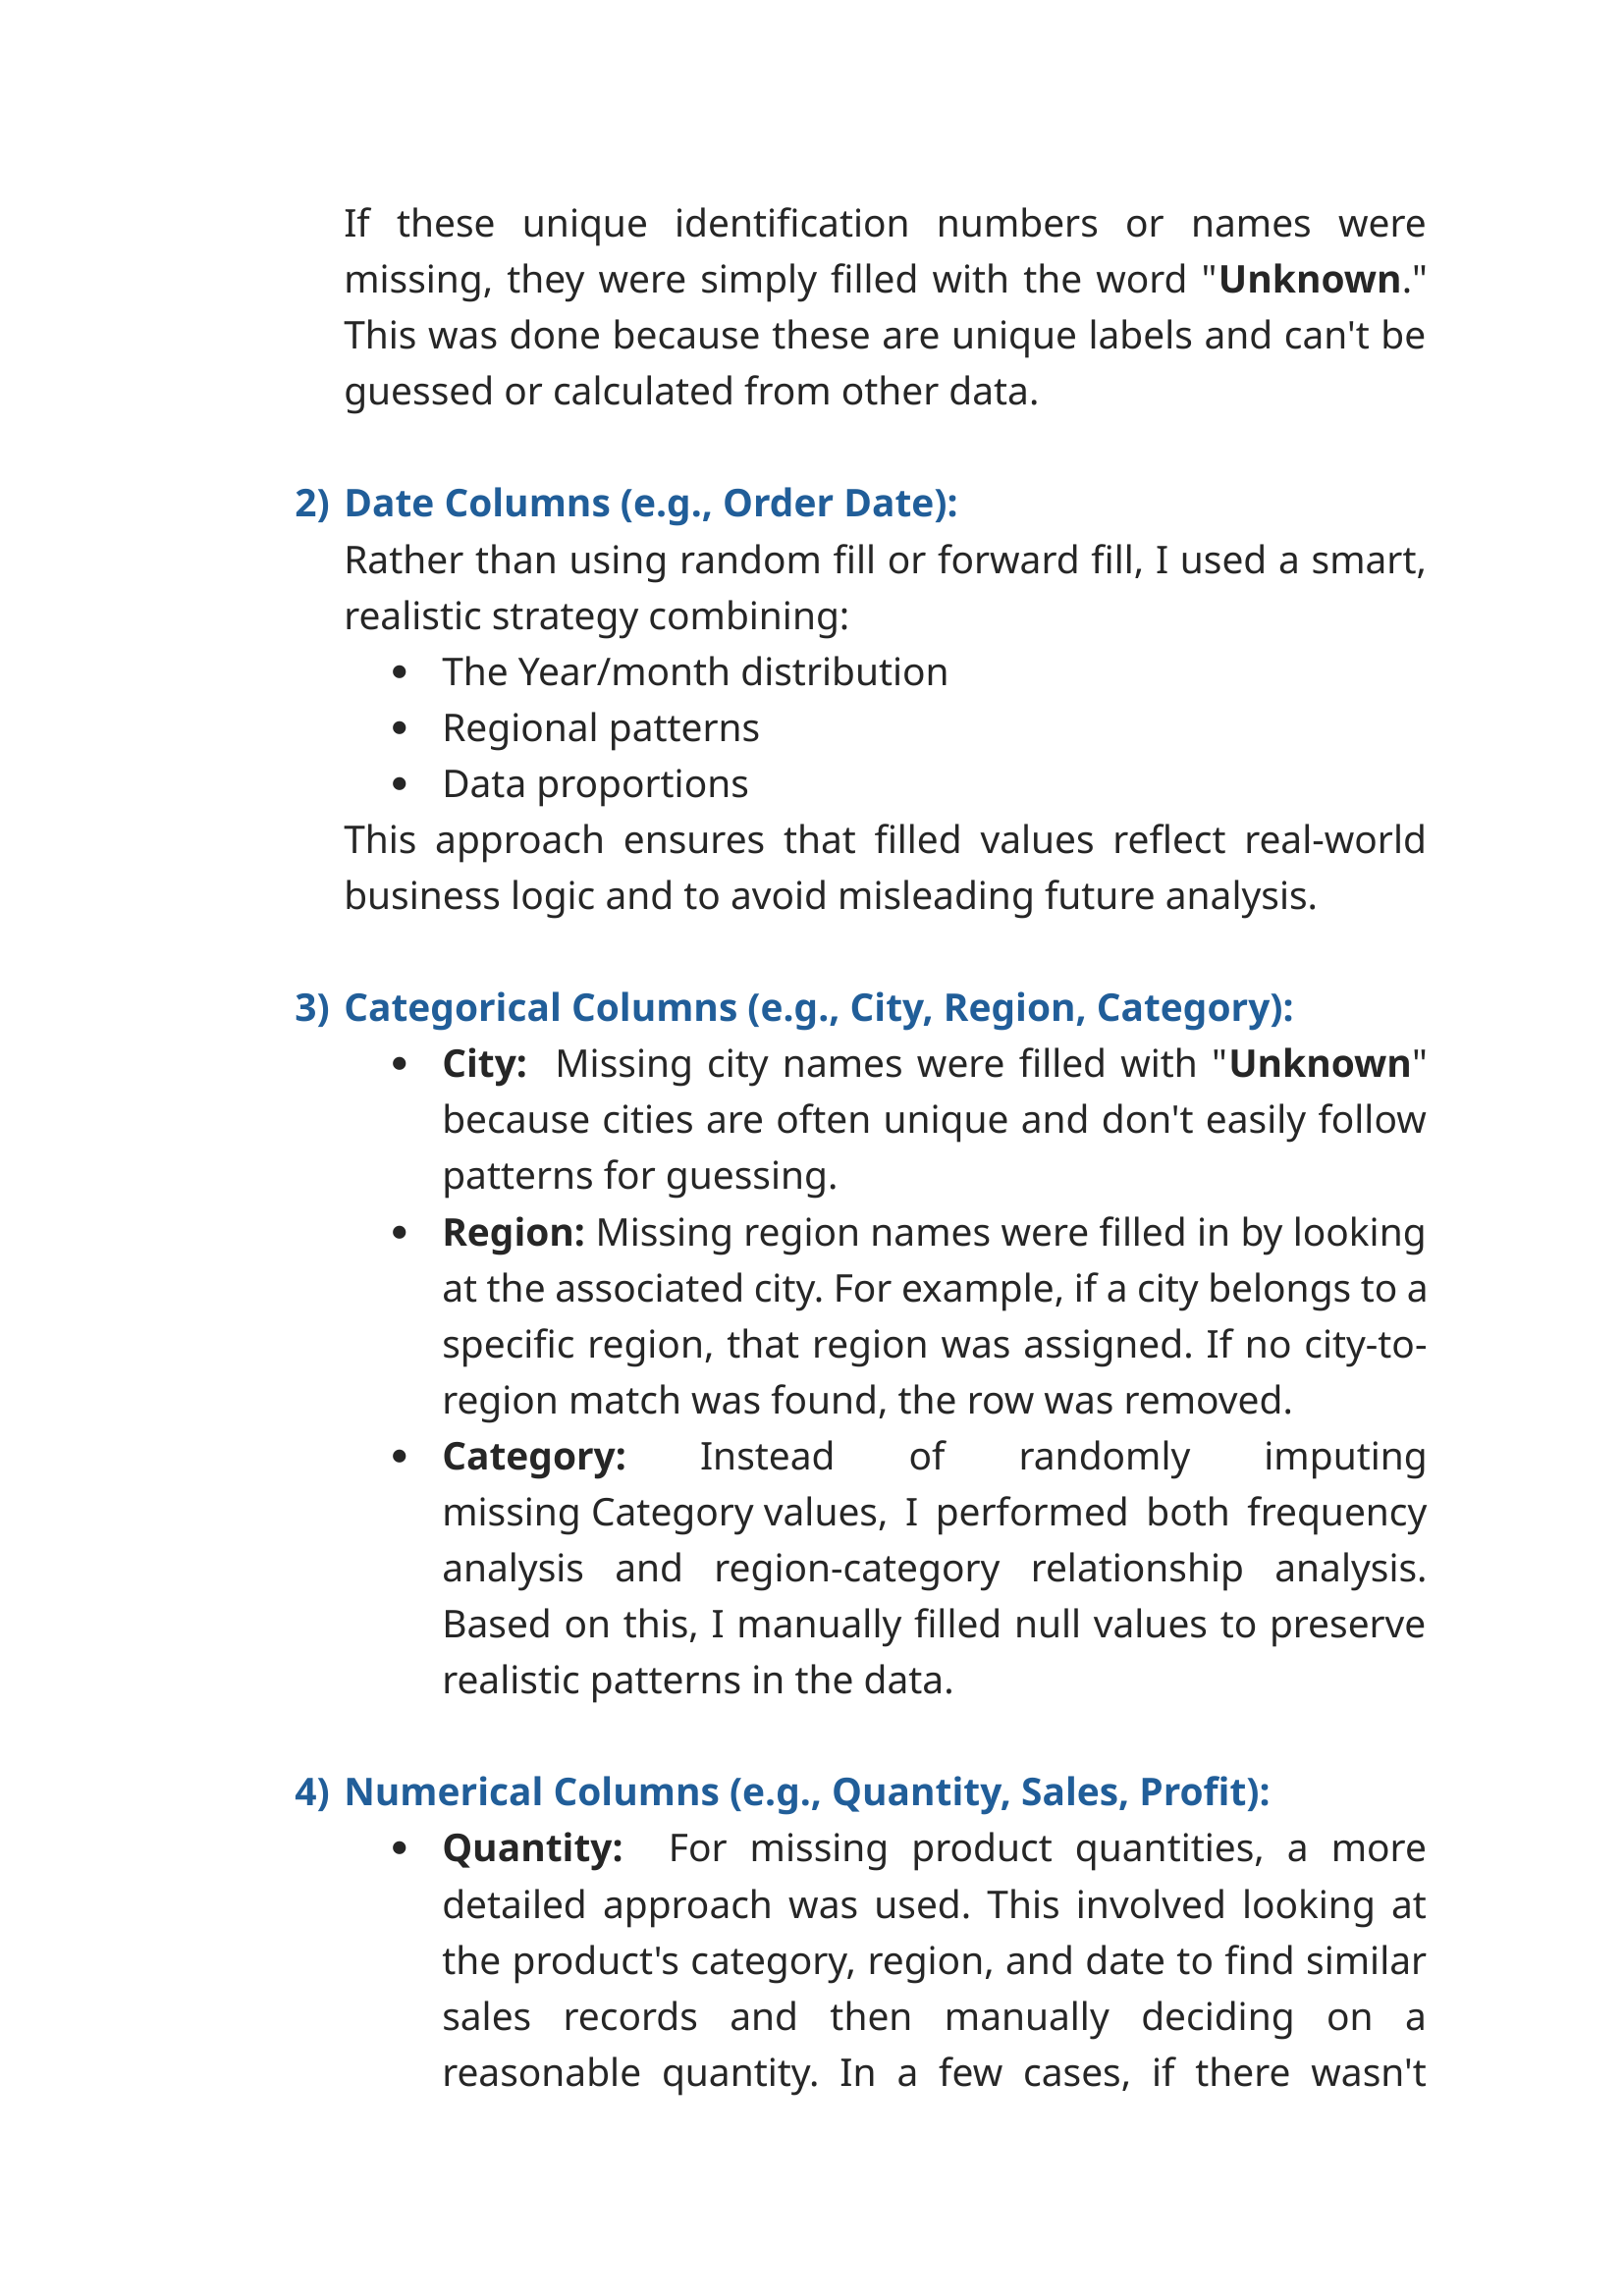 If these unique identification numbers or names were
missing, they were simply filled with the word "Unknown."
This was done because these are unique labels and can't be
guessed or calculated from other data.
2) Date Columns (e.g., Order Date):
Rather than using random fill or forward fill, I used a smart,
realistic strategy combining:
• The Year/month distribution
• Regional patterns
• Data proportions
This approach ensures that filled values reflect real-world
business logic and to avoid misleading future analysis.
3) Categorical Columns (e.g., City, Region, Category):
• City: Missing city names were filled with "Unknown"
because cities are often unique and don't easily follow
patterns for guessing.
• Region: Missing region names were filled in by looking
at the associated city. For example, if a city belongs to a
specific region, that region was assigned. If no city-to-
region match was found, the row was removed.
• Category: Instead of randomly imputing
missing Category values, I performed both frequency
analysis and region-category relationship analysis.
Based on this, I manually filled null values to preserve
realistic patterns in the data.
4) Numerical Columns (e.g., Quantity, Sales, Profit):
• Quantity: For missing product quantities, a more
detailed approach was used. This involved looking at
the product's category, region, and date to find similar
sales records and then manually deciding on a
reasonable quantity. In a few cases, if there wasn't